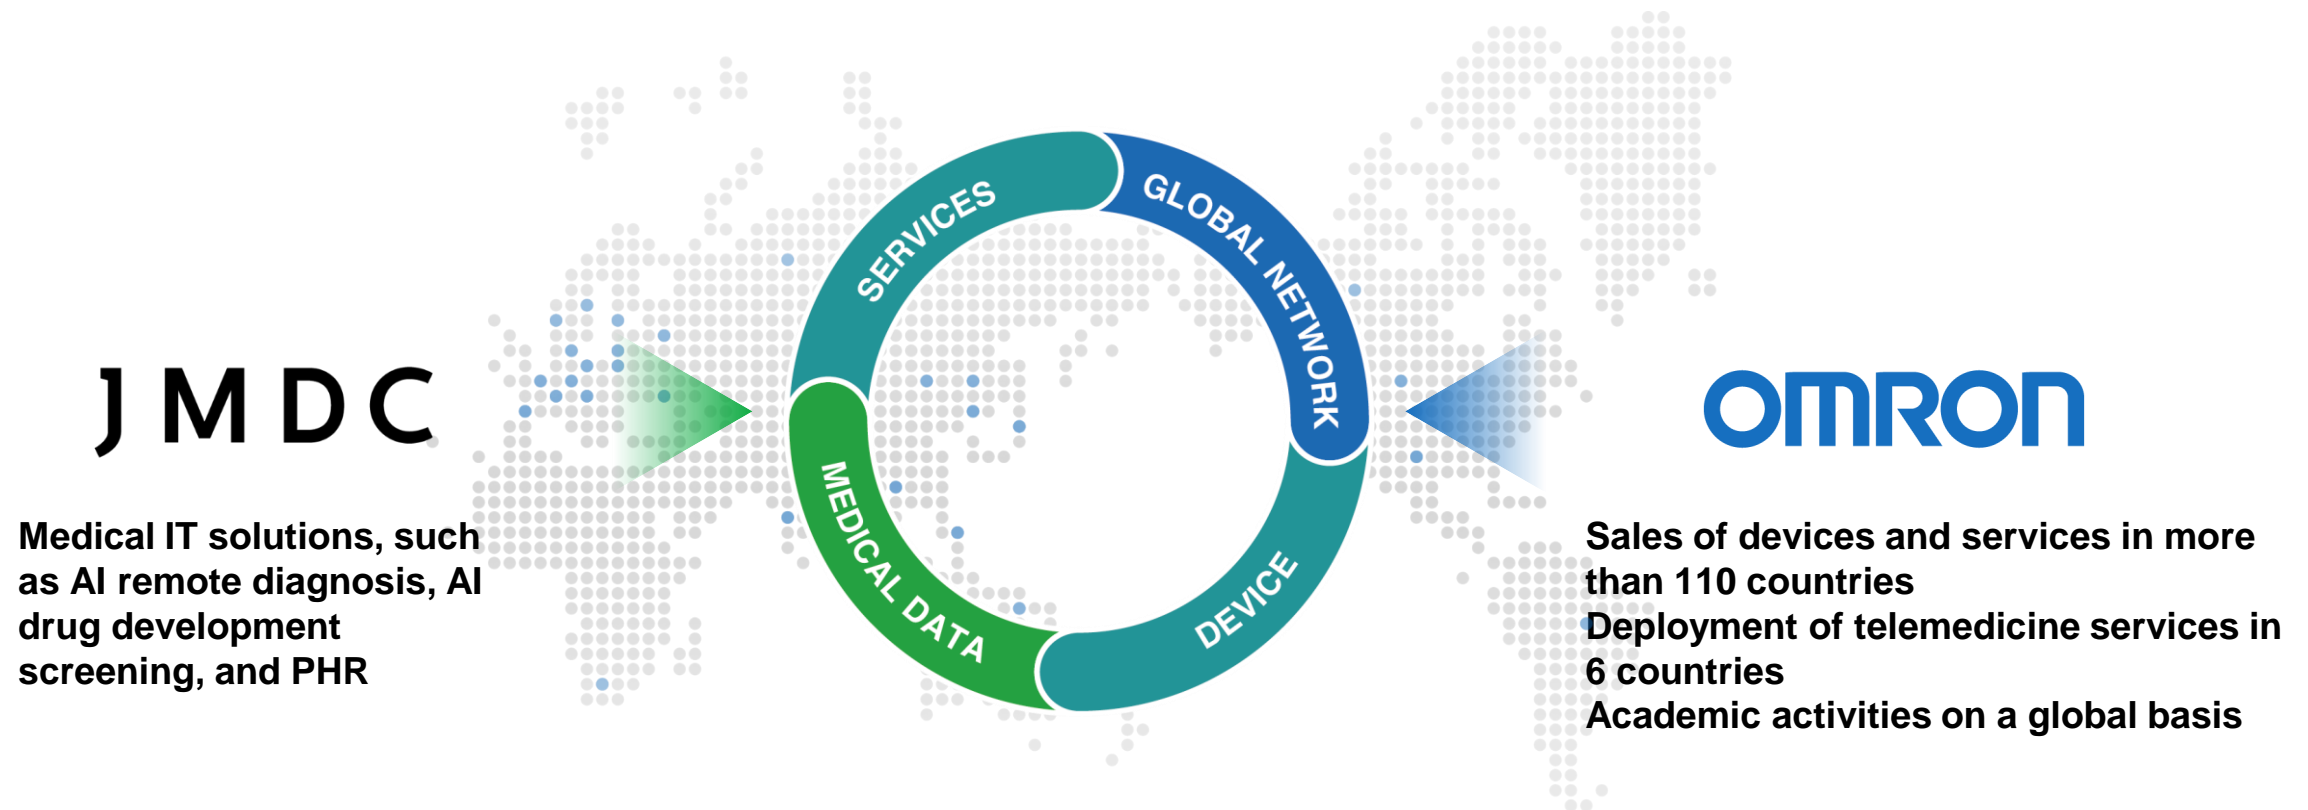 SERVICES
GLOBAL NETWORK
JMDC
OMRON
MEDICAL DATA
DEVICE
Medical IT solutions, such
as AI remote diagnosis, AI
drug development
screening, and PHR
Sales of devices and services in more
than 110 countries
Deployment of telemedicine services in
6 countries
Academic activities on a global basis